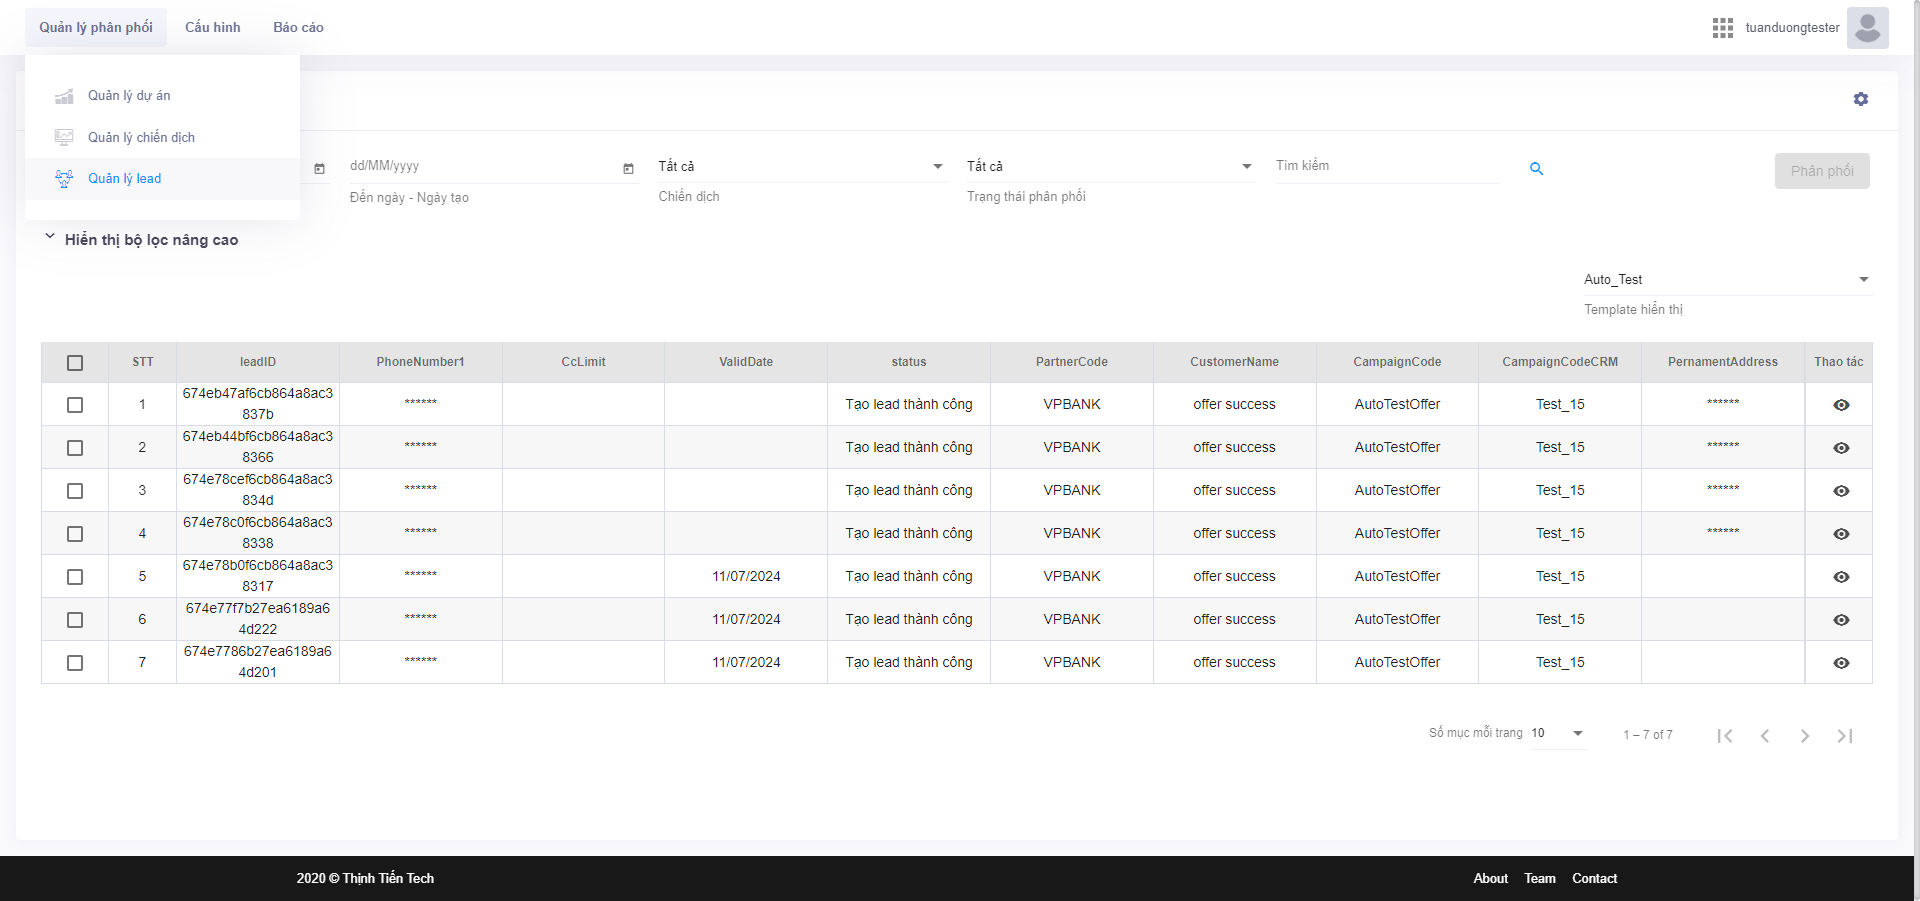 Quản lý phân phối
Cấu hình
Báo cáo
tuanduongtester
Quản lý dự án
Quản lý chiến dịch
Quản lý lead
dd/MM/yyyy
Đến ngày - Ngày tạo
Tất cả
Chiến dịch
Tất cả
Trạng thái phân phối
Tìm kiếm
Phân phối
Hiển thị bộ lọc nâng cao
Auto_Test
Template hiển thị
STT leadID PhoneNumber1 CcLimit ValidDate status PartnerCode CustomerName CampaignCode CampaignCodeCRM PernamentAddress Thao tác
1 674eb47af6cb864a8ac3837b ****** Tạo lead thành công VPBANK offer success AutoTestOffer Test_15 ******
2 674eb44bf6cb864a8ac38366 ****** Tạo lead thành công VPBANK offer success AutoTestOffer Test_15 ******
3 674e78cef6cb864a8ac3834d ****** Tạo lead thành công VPBANK offer success AutoTestOffer Test_15 ******
4 674e78c0f6cb864a8ac38338 ****** Tạo lead thành công VPBANK offer success AutoTestOffer Test_15 ******
5 674e78b0f6cb864a8ac38317 ****** 11/07/2024 Tạo lead thành công VPBANK offer success AutoTestOffer Test_15
6 674e77f7b27ea6189a64d222 ****** 11/07/2024 Tạo lead thành công VPBANK offer success AutoTestOffer Test_15
7 674e7786b27ea6189a64d201 ****** 11/07/2024 Tạo lead thành công VPBANK offer success AutoTestOffer Test_15
Số mục mỗi trang 10 1 – 7 of 7
2020 © Thịnh Tiến Tech
About Team Contact